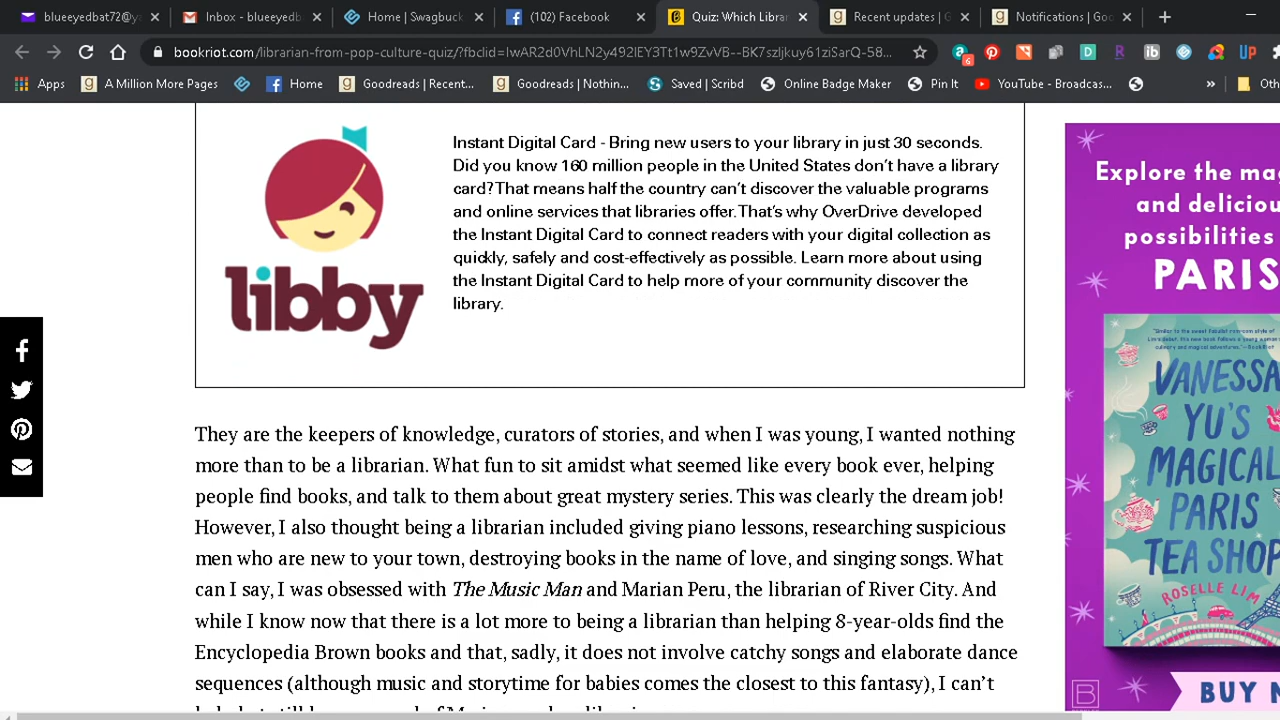 blueeyedbat72@y
Inbox - blueeyedb
Home | Swagbuck
(102) Facebook
Quiz: Which Librar
Recent updates | G
Notifications | Goo
bookriot.com/librarian-from-pop-culture-quiz/?fbclid=IwAR2d0VhLN2y492lEY3Tt1w9ZvVB--BK7szIjkuy61ziSarQ-58...
Apps
A Million More Pages
Home
Goodreads | Recent...
Goodreads | Nothin...
Saved | Scribd
Online Badge Maker
Pin It
YouTube - Broadcas...
»
Oth
libby
Instant Digital Card - Bring new users to your library in just 30 seconds.
Did you know 160 million people in the United States don't have a library
card? That means half the country can't discover the valuable programs
and online services that libraries offer. That's why OverDrive developed
the Instant Digital Card to connect readers with your digital collection as
quickly, safely and cost-effectively as possible. Learn more about using
the Instant Digital Card to help more of your community discover the
library.
They are the keepers of knowledge, curators of stories, and when I was young, I wanted nothing
more than to be a librarian. What fun to sit amidst what seemed like every book ever, helping
people find books, and talk to them about great mystery series. This was clearly the dream job!
However, I also thought being a librarian included giving piano lessons, researching suspicious
men who are new to your town, destroying books in the name of love, and singing songs. What
can I say, I was obsessed with The Music Man and Marian Peru, the librarian of River City. And
while I know now that there is a lot more to being a librarian than helping 8-year-olds find the
Encyclopedia Brown books and that, sadly, it does not involve catchy songs and elaborate dance
sequences (although music and storytime for babies comes the closest to this fantasy), I can't
Explore the mag
and deliciou
possibilities
PARIS
VANESSA
YU'S
MAGICAL
PARIS
TEA SHOP
ROSELLE LIM
BUY N